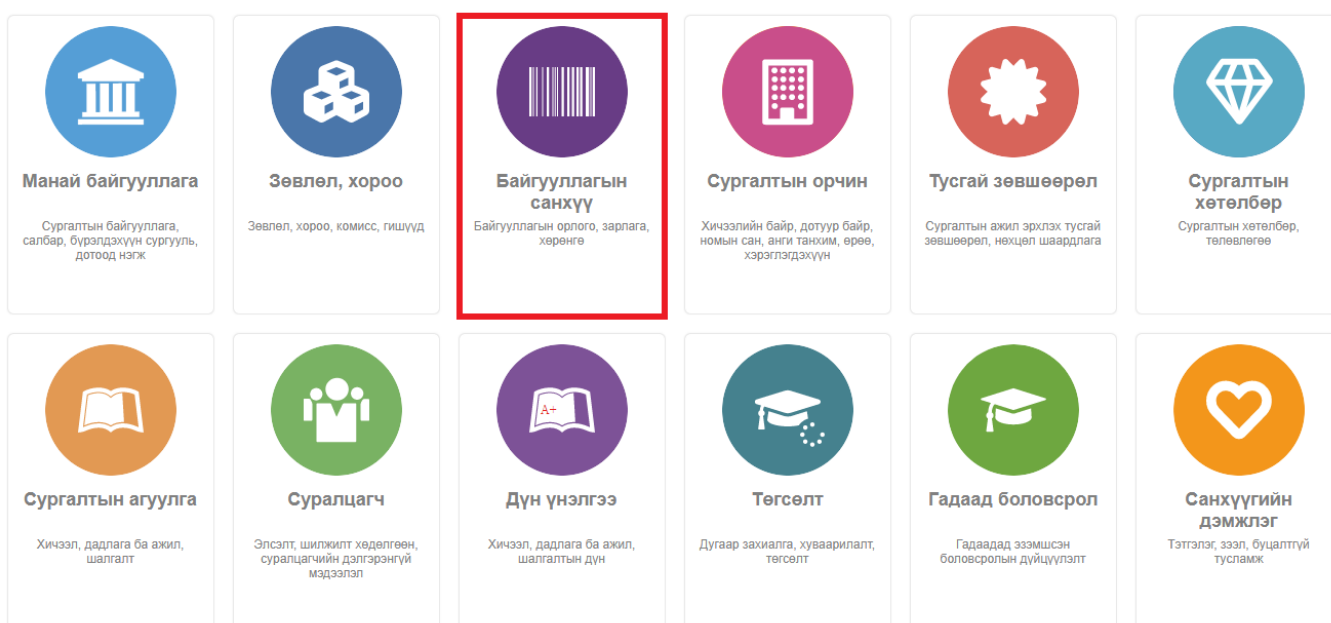 Манай байгууллага
Сургалтын байгууллага,
салбар, бүрэлдэхүүн сургууль,
дотоод нэгж
Зөвлөл, хороо
Зөвлөл, хороо, комисс, гишүүд
Байгууллагын
санхүү
Байгууллагын орлого, зарлага,
хөрөнгө
Сургалтын орчин
Хичээлийн байр, дотуур байр,
номын сан, анги танхим, өрөө,
хэрэглэгдэхүүн
Тусгай зөвшөөрөл
Сургалтын ажил эрхлэх тусгай
зөвшөөрөл, нөхцөл шаардлага
Сургалтын
хөтөлбөр
Сургалтын хөтөлбөр,
төлөвлөгөө
Сургалтын агуулга
Хичээл, дадлага ба ажил,
шалгалт
Суралцагч
Элсэлт, шилжилт хөдөлгөөн,
суралцагчийн дэлгэрэнгүй
мэдээлэл
A+
Дүн үнэлгээ
Хичээл, дадлага ба ажил,
шалгалтын дүн
Төгсөлт
Дугаар захиалга, хуваарилалт,
төгсөлт
Гадаад боловсрол
Гадаадад эзэмшсэн
боловсролын дүйцүүлэлт
Санхүүгийн
дэмжлэг
Тэтгэлэг, зээл, буцалтгүй
тусламж